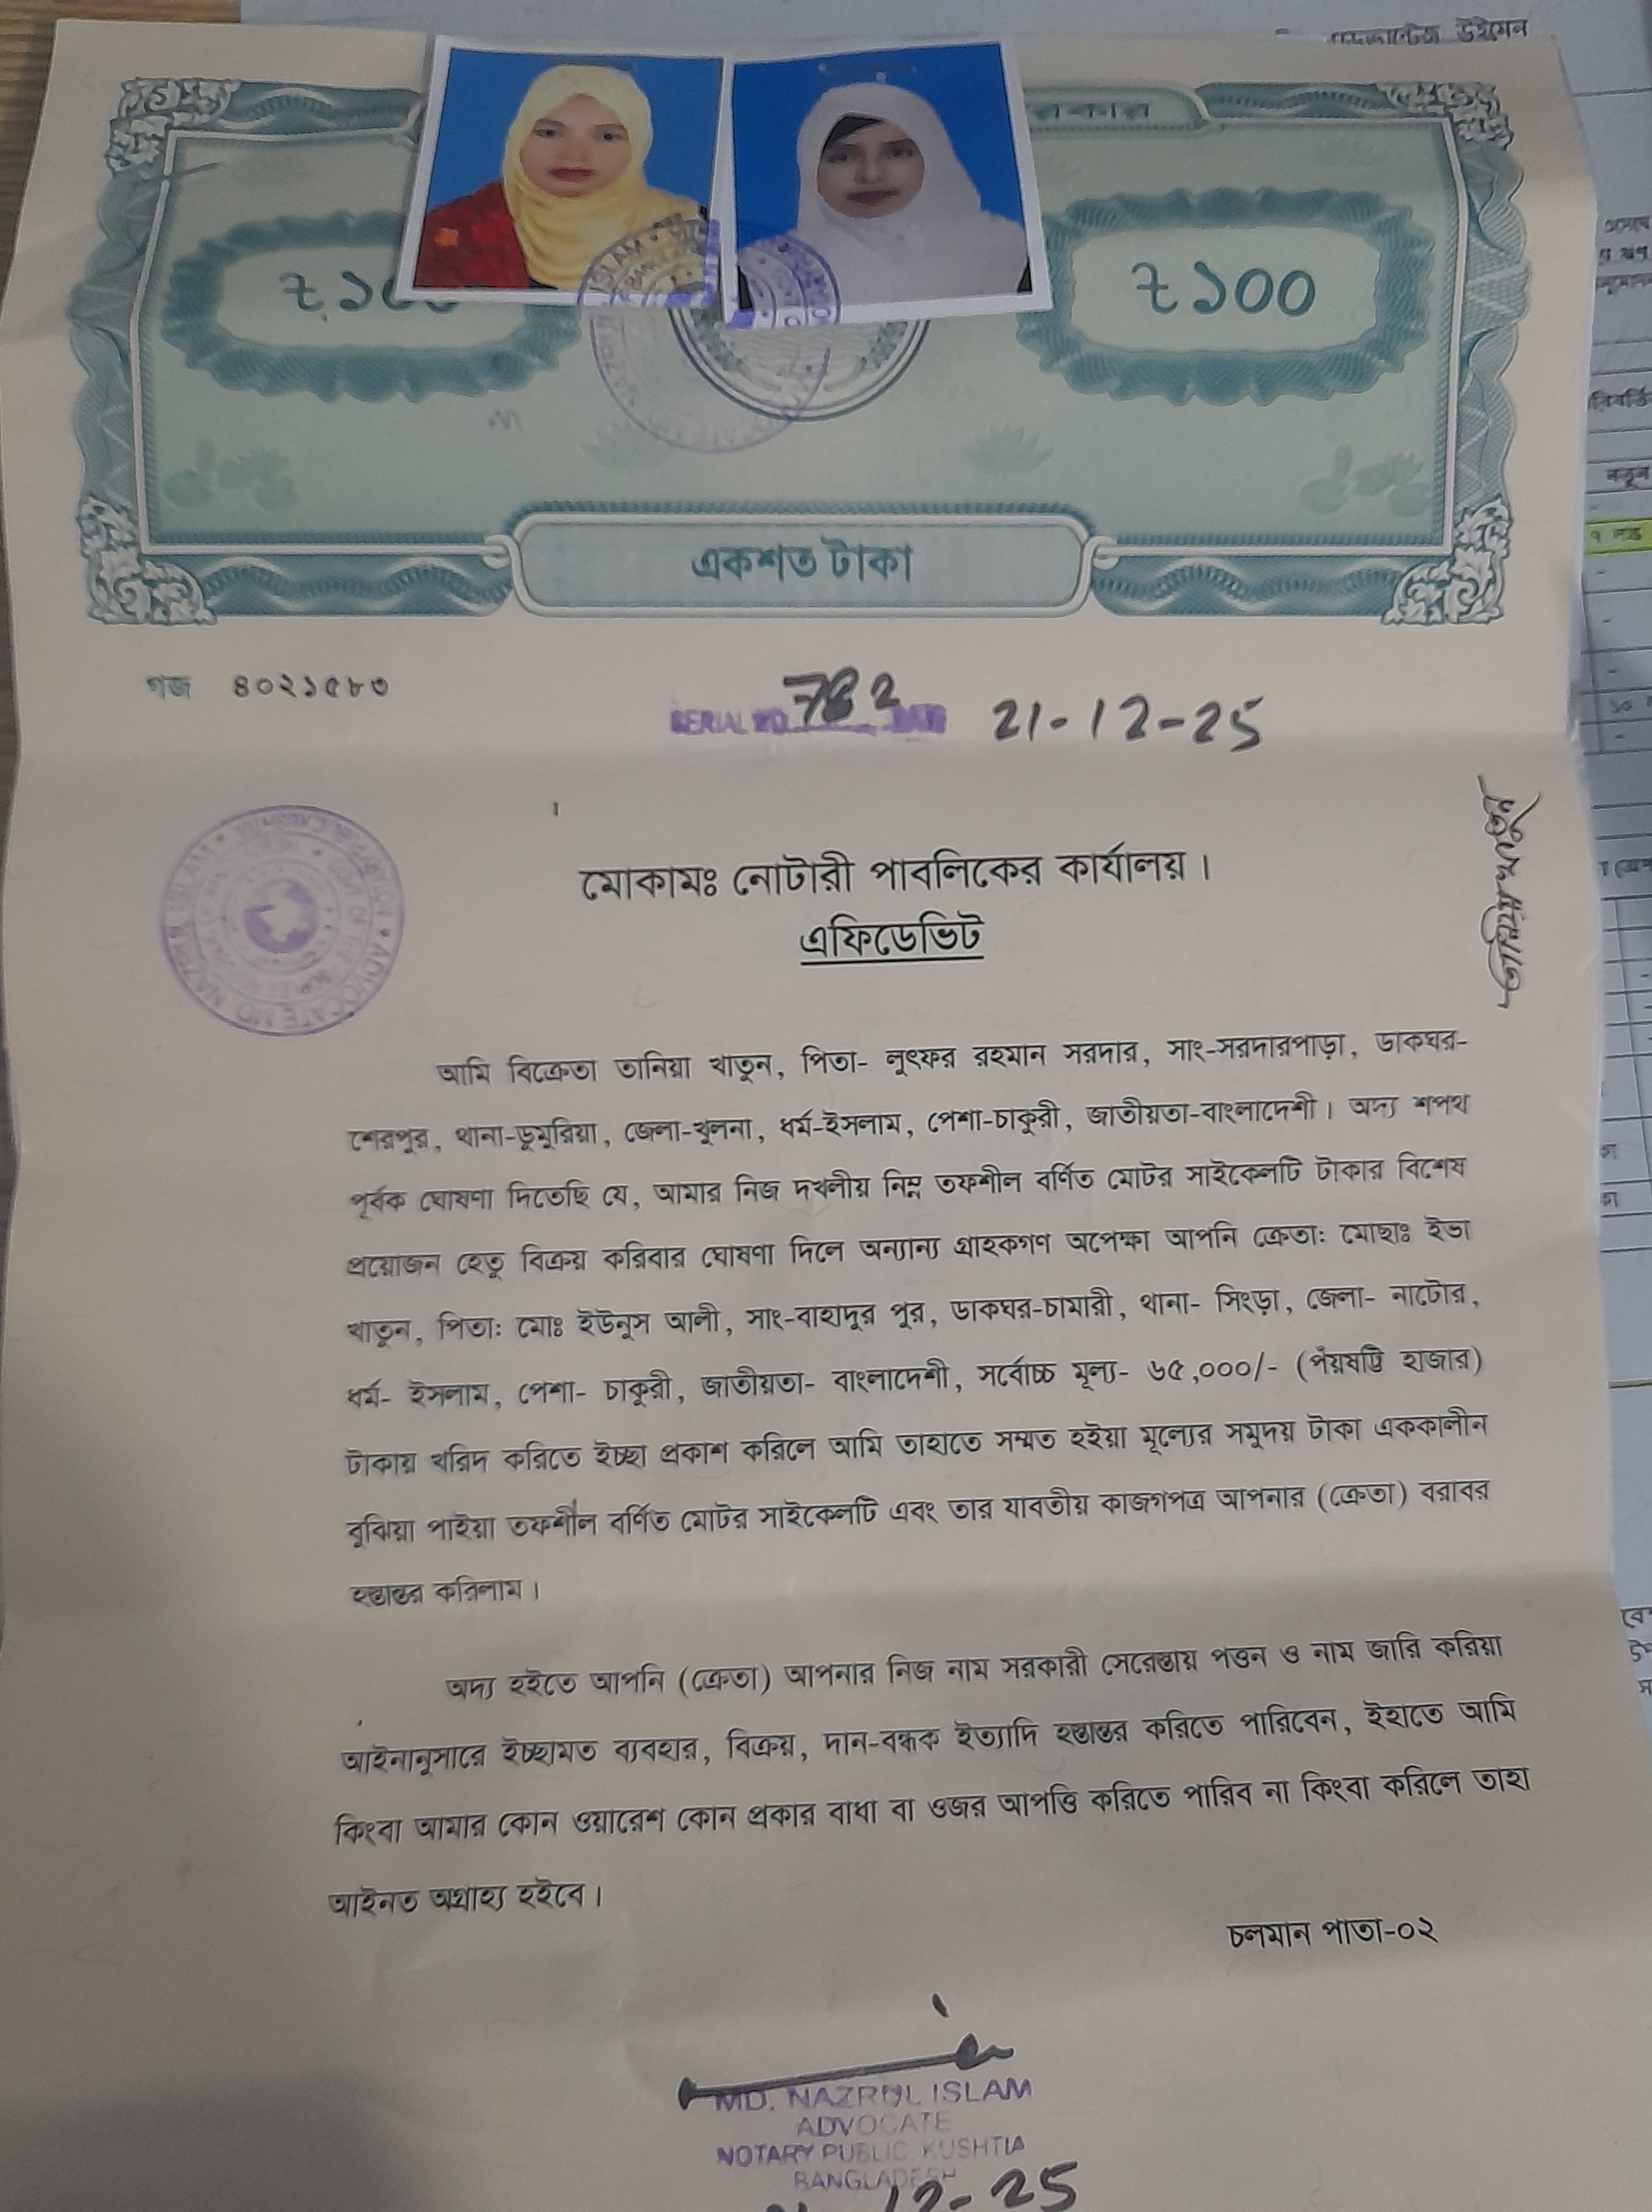 উইমেন
রকার
৳১০০
একশত টাকা
গজ ৪০২১৫৮৩
SERIAL NO. 782 21-12-25
তানিয়া খাতুন
মোকামঃ নোটারী পাবলিকের কার্যালয়।
এফিডেভিট
আমি বিক্রেতা তানিয়া খাতুন, পিতা- লুৎফর রহমান সরদার, সাং-সরদারপাড়া, ডাকঘর-
শেরপুর, থানা-ডুমুরিয়া, জেলা-খুলনা, ধর্ম-ইসলাম, পেশা-চাকুরী, জাতীয়তা-বাংলাদেশী। অদ্য শপথ
পূর্বক ঘোষণা দিতেছি যে, আমার নিজ দখলীয় নিম্ন তফশীল বর্ণিত মোটর সাইকেলটি টাকার বিশেষ
প্রয়োজন হেতু বিক্রয় করিবার ঘোষণা দিলে অন্যান্য গ্রাহকগণ অপেক্ষা আপনি ক্রেতা: মোছাঃ ইভা
খাতুন, পিতা: মোঃ ইউনুস আলী, সাং-বাহাদুর পুর, ডাকঘর-চামারী, থানা- সিংড়া, জেলা- নাটোর,
ধর্ম- ইসলাম, পেশা- চাকুরী, জাতীয়তা- বাংলাদেশী, সর্বোচ্চ মূল্য- ৬৫,০০০/- (পঁয়ষট্টি হাজার)
টাকায় খরিদ করিতে ইচ্ছা প্রকাশ করিলে আমি তাহাতে সম্মত হইয়া মূল্যের সমুদয় টাকা এককালীন
বুঝিয়া পাইয়া তফশীল বর্ণিত মোটর সাইকেলটি এবং তার যাবতীয় কাজগপত্র আপনার (ক্রেতা) বরাবর
হস্তান্তর করিলাম।
অদ্য হইতে আপনি (ক্রেতা) আপনার নিজ নাম সরকারী সেরেস্তায় পত্তন ও নাম জারি করিয়া
আইনানুসারে ইচ্ছামত ব্যবহার, বিক্রয়, দান-বন্ধক ইত্যাদি হস্তান্তর করিতে পারিবেন, ইহাতে আমি
কিংবা আমার কোন ওয়ারেশ কোন প্রকার বাধা বা ওজর আপত্তি করিতে পারিব না কিংবা করিলে তাহা
আইনত অগ্রাহ্য হইবে।
চলমান পাতা-০২
MD. NAZRUL ISLAM
ADVOCATE
NOTARY PUBLIC. KUSHTIA
BANGLADESH
12-25